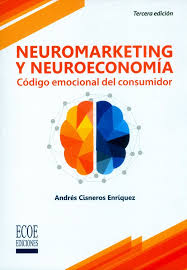 Tercera edición
NEUROMARKETING
Y NEUROECONOMÍA
Código emocional del consumidor
Andrés Cisneros Enríquez
ECOE
EDICIONES